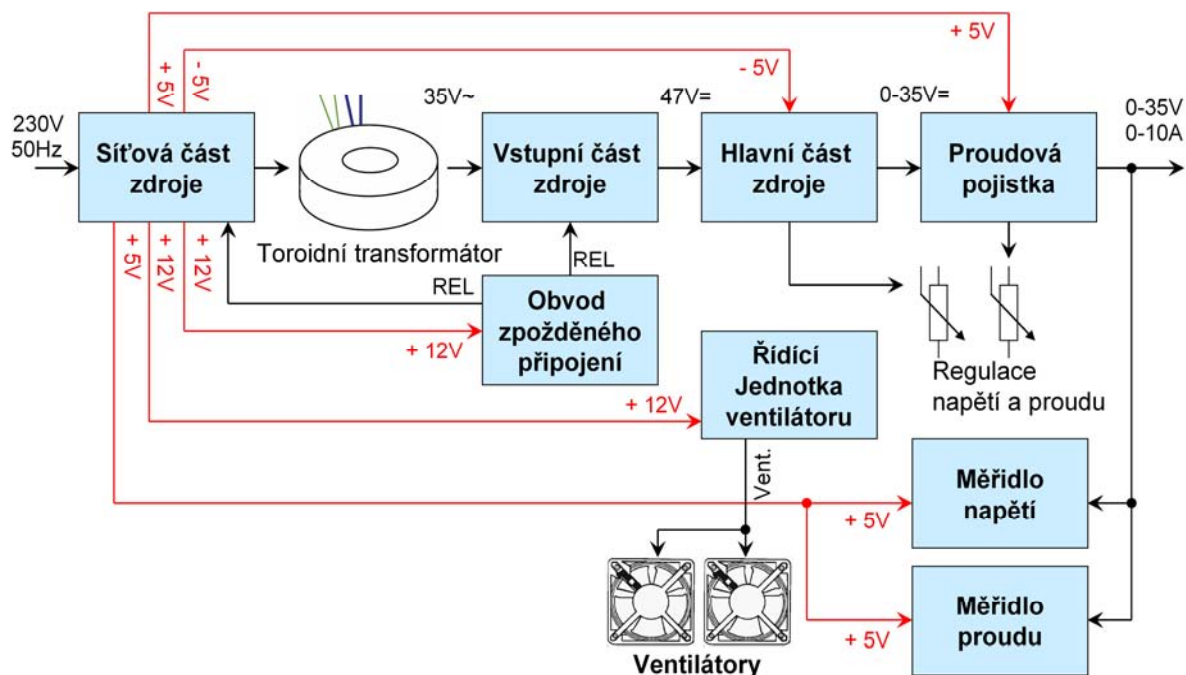 + 5V
- 5V
+ 5V
- 5V
230V
50Hz
35V~
47V=
0-35V=
0-35V
0-10A
Síťová část
zdroje
Vstupní část
zdroje
Hlavní část
zdroje
Proudová
pojistka
Toroidní transformátor
+ 5V
+ 12V
+ 12V
REL
REL
Obvod
zpožděného
připojení
+ 12V
Řídící
Jednotka
ventilátoru
Regulace
napětí a proudu
+ 12V
Vent.
Měřidlo
napětí
+ 5V
Měřidlo
proudu
+ 5V
Ventilátory